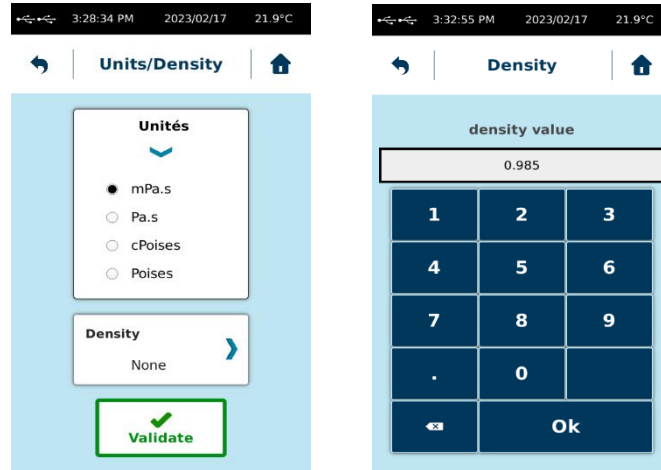 3:28:34 PM 2023/02/17 21.9°C
Units/Density
Unités
mPa.s
Pa.s
cPoises
Poises
Density
None
Validate
3:32:55 PM 2023/02/17 21.9°C
Density
density value
0.985
1 2 3
4 5 6
7 8 9
. 0
Ok